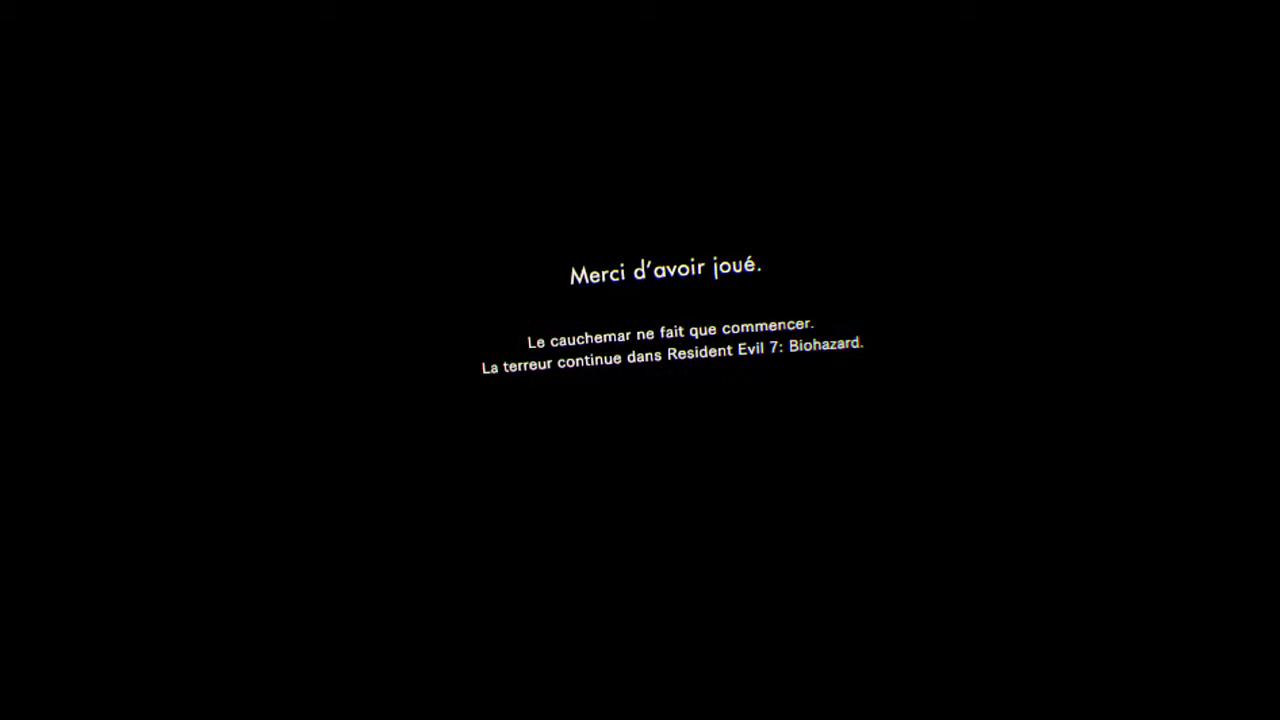 Merci d’avoir joué.
Le cauchemar ne fait que commencer.
La terreur continue dans Resident Evil 7: Biohazard.